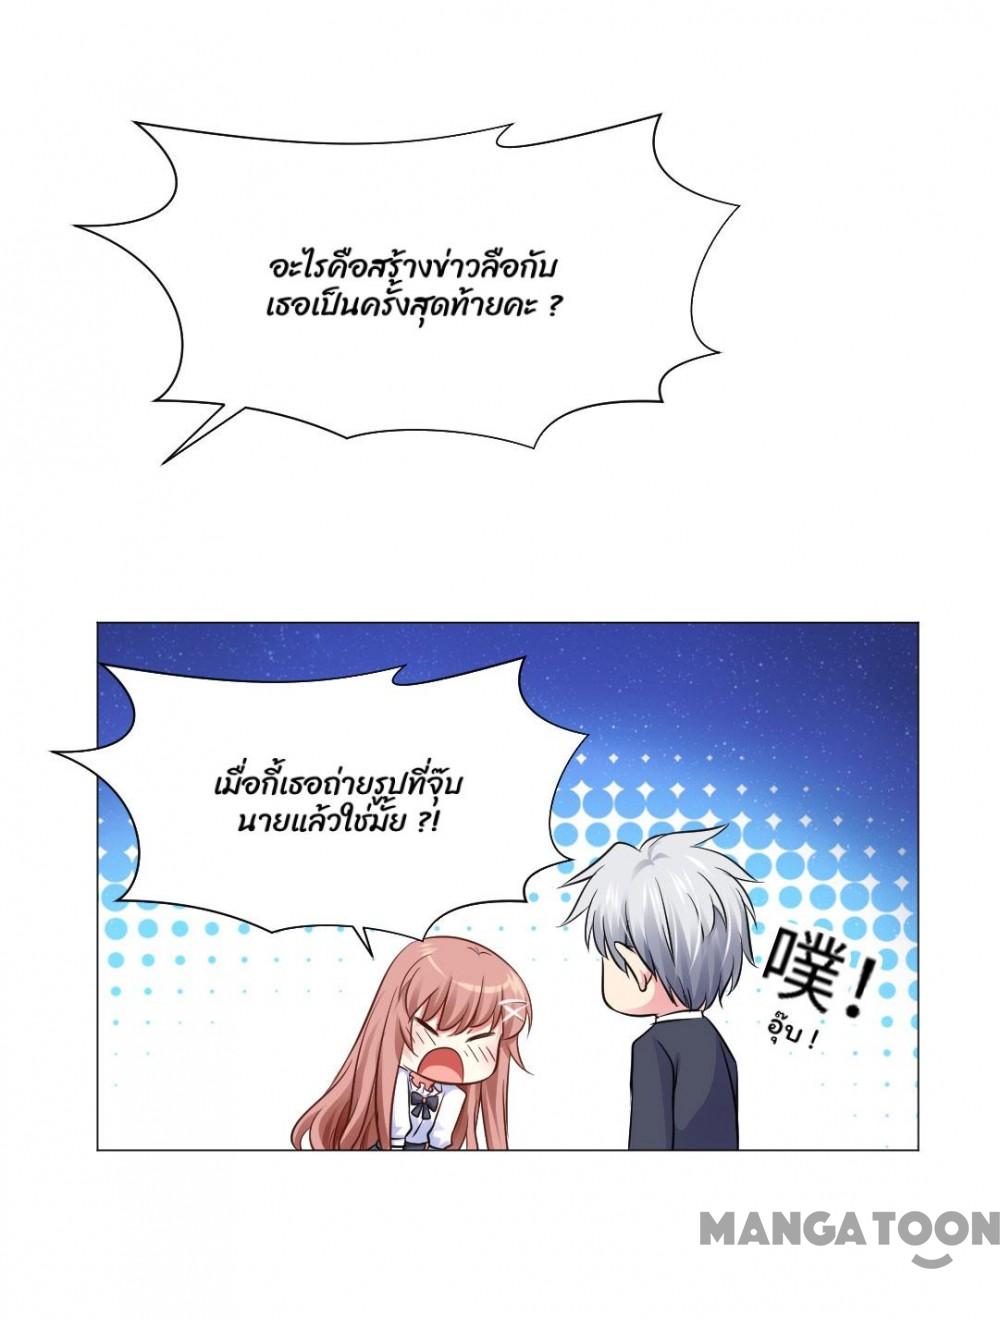 อะไรคือสร้างข่าวลือกับ
เธอเป็นครั้งสุดท้ายคะ ?
เมื่อกี้เธอถ่ายรูปที่จุ๊บ
นายแล้วใช่มั้ย ?!
噗!
อุ๊บ !
MANGATOON